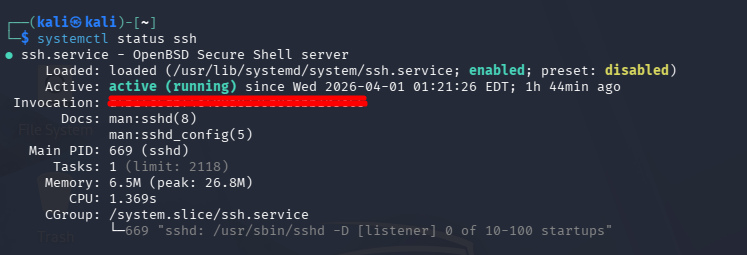 ┌──(kali㉿kali)-[~]
└─$ systemctl status ssh
● ssh.service - OpenBSD Secure Shell server
Loaded: loaded (/usr/lib/systemd/system/ssh.service; enabled; preset: disabled)
Active: active (running) since Wed 2026-04-01 01:21:26 EDT; 1h 44min ago
Invocation:
Docs: man:sshd(8)
man:sshd_config(5)
Main PID: 669 (sshd)
Tasks: 1 (limit: 2118)
Memory: 6.5M (peak: 26.8M)
CPU: 1.369s
CGroup: /system.slice/ssh.service
└─669 "sshd: /usr/sbin/sshd -D [listener] 0 of 10-100 startups"
File System
Trash